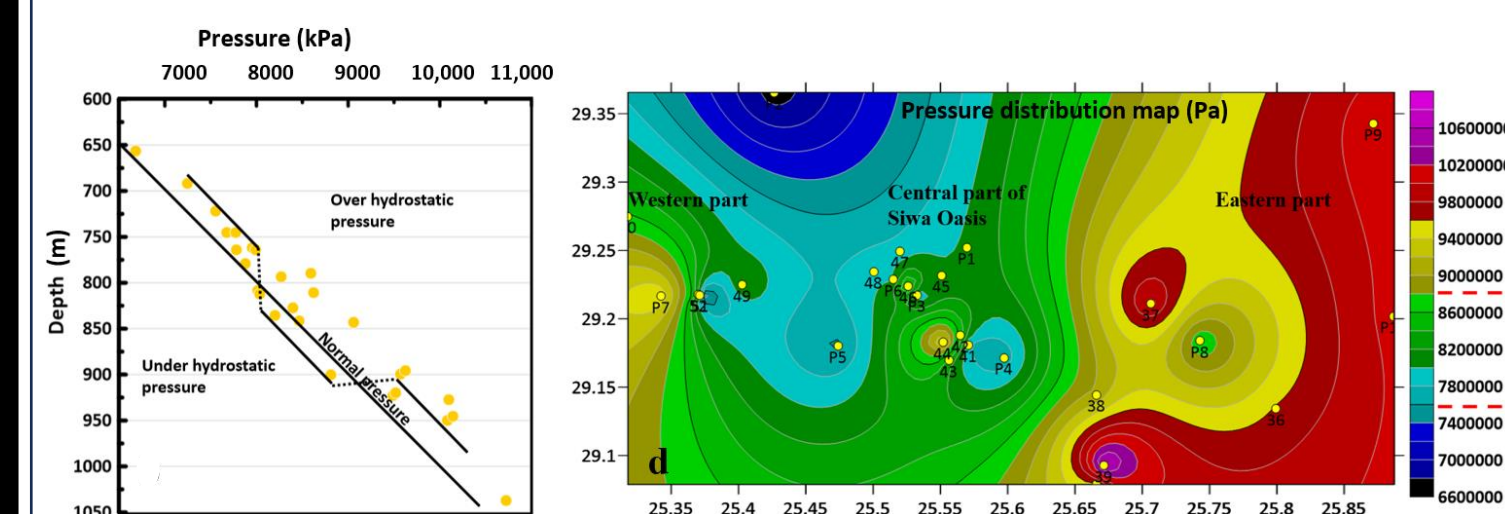 Pressure (kPa)
7000 8000 9000 10,000 11,000
600
650
700
750
800
850
900
950
1000
1050
Depth (m)
Over hydrostatic
pressure
Under hydrostatic
pressure
Normal pressure
Pressure distribution map (Pa)
29.35
29.3
29.25
29.2
29.15
29.1
Western part
Central part of
Siwa Oasis
Eastern part
P9
47
P1
48
P6
45
P3
49
P7
P5
44
42
41
43
P4
37
P8
38
36
39
d
25.35 25.4 25.45 25.5 25.55 25.6 25.65 25.7 25.75 25.8 25.85
10200000
9800000
9400000
9000000
8600000
8200000
7800000
7400000
7000000
6600000